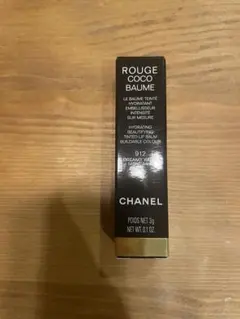 ROUGE
COCO
BAUME
LE BAUME TEINTÉ
HYDRATANT
EMBELLISSEUR
INTENSITÉ
SUR MESURE
HYDRATING
BEAUTIFYING
TINTED LIP BALM
BUILDABLE COLOUR
912
DREAMY
CHANEL
POIDS NET 3g
NET WT. 0.1 OZ.